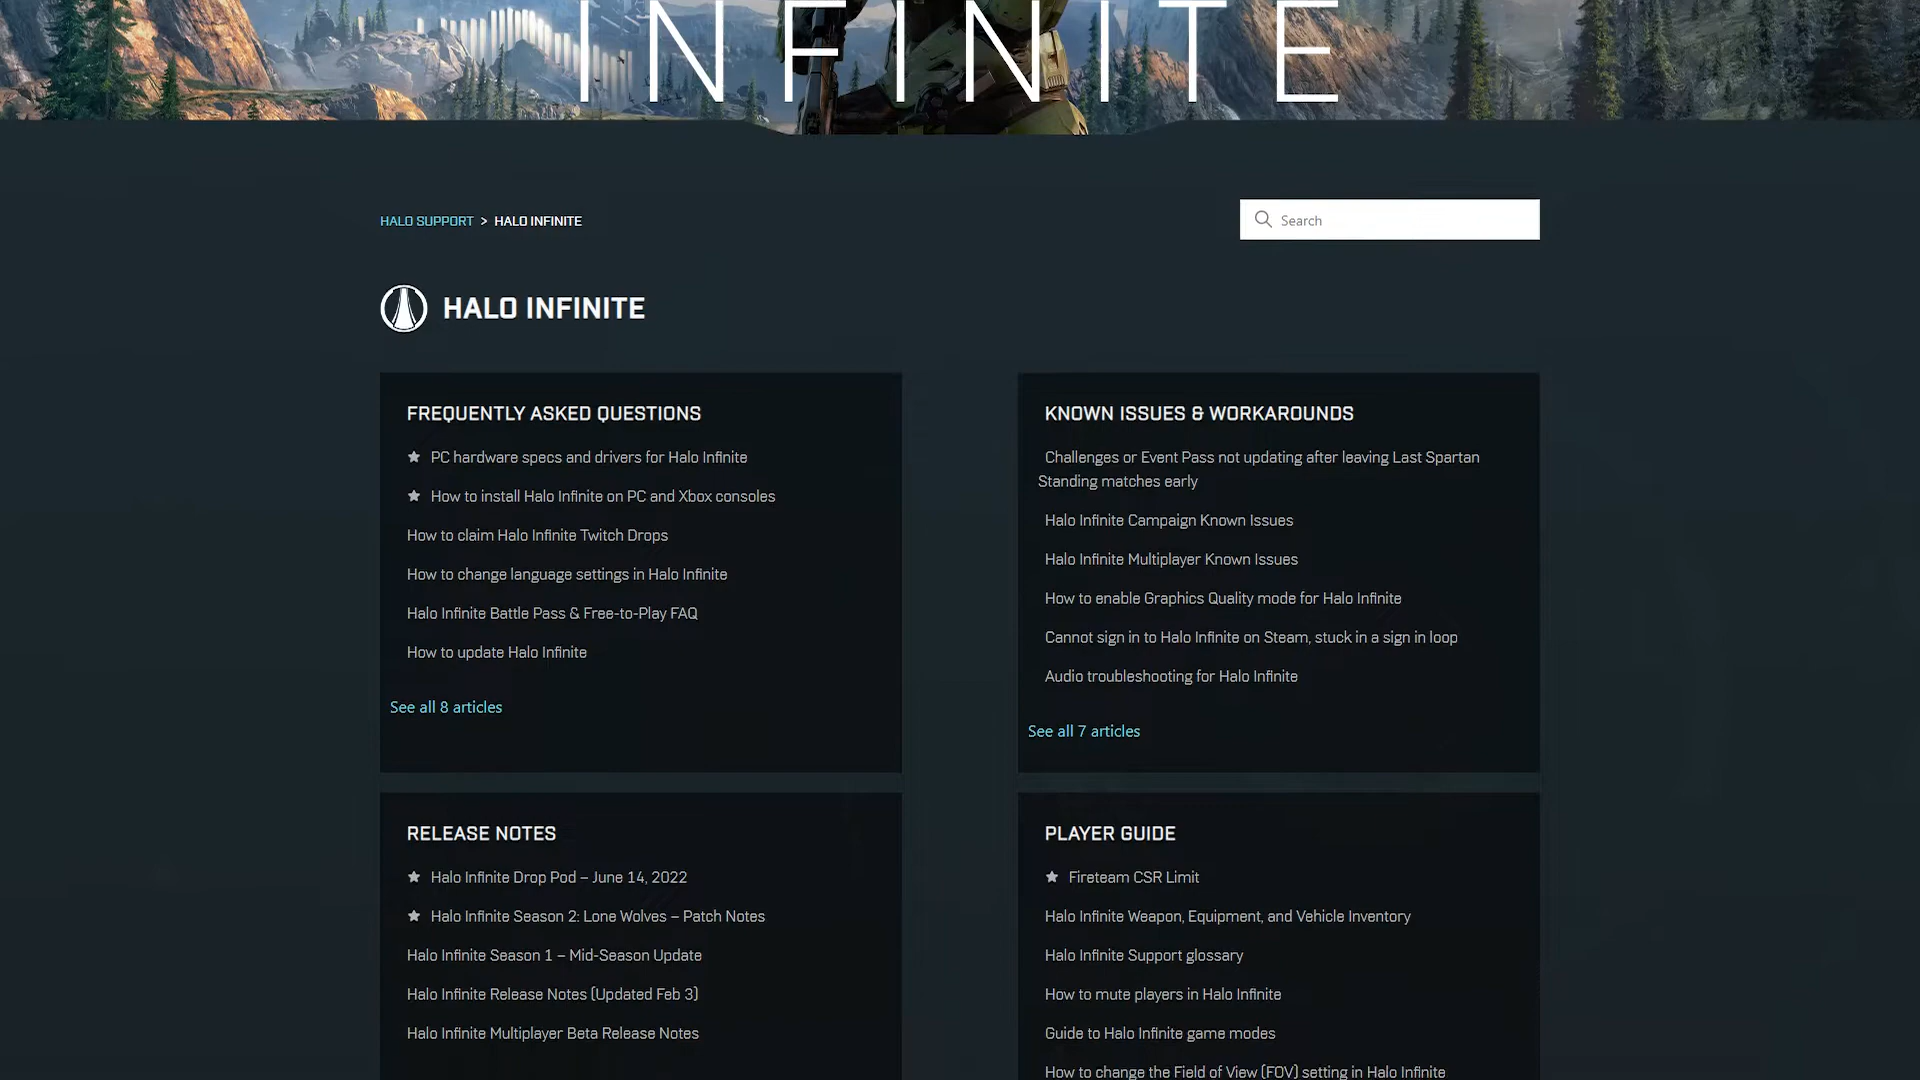 INFINITE
HALO SUPPORT > HALO INFINITE
Search
HALO INFINITE
FREQUENTLY ASKED QUESTIONS
★ PC hardware specs and drivers for Halo Infinite
★ How to install Halo Infinite on PC and Xbox consoles
How to claim Halo Infinite Twitch Drops
How to change language settings in Halo Infinite
Halo Infinite Battle Pass & Free-to-Play FAQ
How to update Halo Infinite
See all 8 articles
KNOWN ISSUES & WORKAROUNDS
Challenges or Event Pass not updating after leaving Last Spartan
Standing matches early
Halo Infinite Campaign Known Issues
Halo Infinite Multiplayer Known Issues
How to enable Graphics Quality mode for Halo Infinite
Cannot sign in to Halo Infinite on Steam, stuck in a sign in loop
Audio troubleshooting for Halo Infinite
See all 7 articles
RELEASE NOTES
★ Halo Infinite Drop Pod – June 14, 2022
★ Halo Infinite Season 2: Lone Wolves – Patch Notes
Halo Infinite Season 1 – Mid-Season Update
Halo Infinite Release Notes (Updated Feb 3)
Halo Infinite Multiplayer Beta Release Notes
PLAYER GUIDE
★ Fireteam CSR Limit
Halo Infinite Weapon, Equipment, and Vehicle Inventory
Halo Infinite Support glossary
How to mute players in Halo Infinite
Guide to Halo Infinite game modes
How to change the Field of View (FOV) setting in Halo Infinite